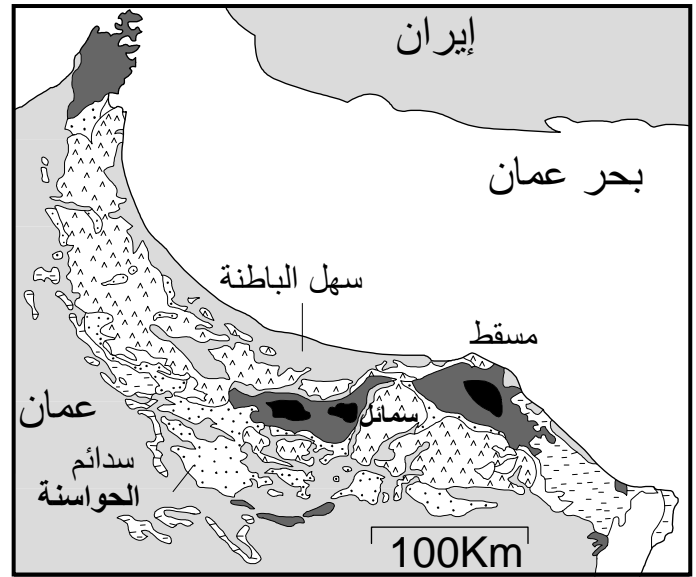 إيران
بحر عمان
سهل الباطنة
مسقط
عمان
سمائل
سدائم
الحواسنة
100Km